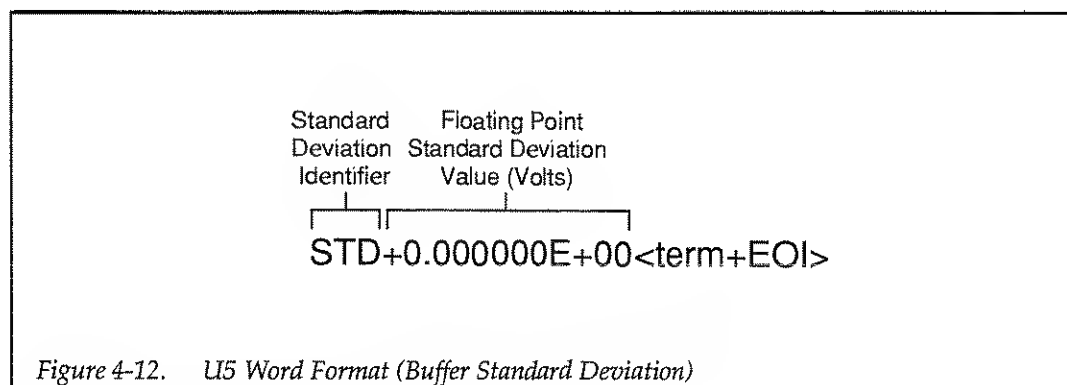 Standard Floating Point
Deviation Standard Deviation
Identifier Value (Volts)
STD+0.000000E+00<term+EOI>
Figure 4-12. U5 Word Format (Buffer Standard Deviation)